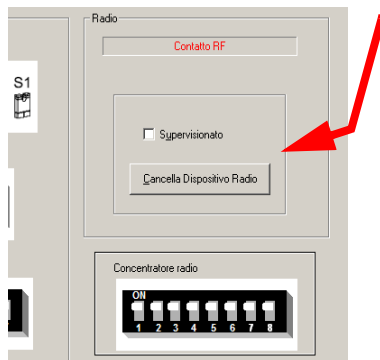 Radio
Contatto RF
S1
Supervisionato
Cancella Dispositivo Radio
Concentratore radio
ON
1 2 3 4 5 6 7 8